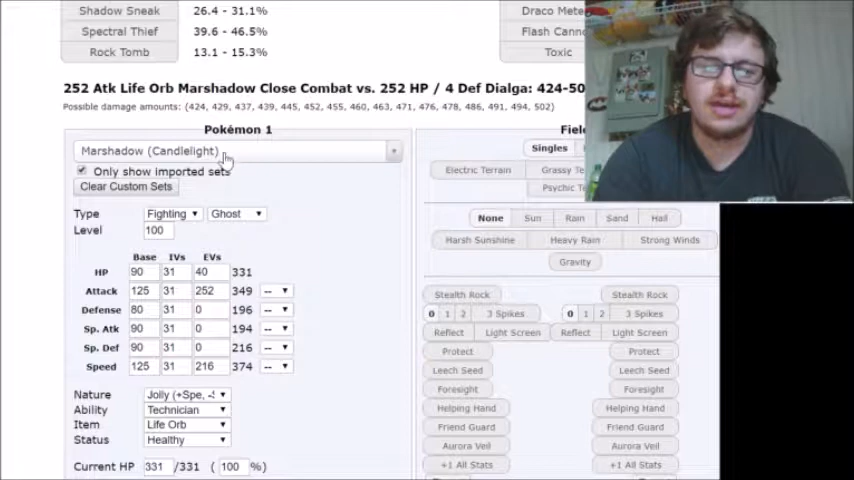 Shadow Sneak 26.4 - 31.1% Draco Mete
Spectral Thief 39.6 - 46.5% Flash Canno
Rock Tomb 13.1 - 15.3% Toxic
252 Atk Life Orb Marshadow Close Combat vs. 252 HP / 4 Def Dialga: 424-50
Possible damage amounts: (424, 429, 437, 439, 445, 452, 455, 460, 463, 471, 476, 478, 486, 491, 494, 502)
Pokémon 1
Marshadow (Candlelight)
Only show imported sets
Clear Custom Sets
Type Fighting Ghost
Level 100
Base IVs EVs
HP 90 31 40 331
Attack 125 31 252 349 --
Defense 80 31 0 196 --
Sp. Atk 90 31 0 194 --
Sp. Def 90 31 0 216 --
Speed 125 31 216 374 --
Nature Jolly (+Spe, -
Ability Technician
Item Life Orb
Status Healthy
Current HP 331 /331 ( 100 %)
Fiel
Singles
Electric Terrain Grassy Te
Psychic Te
None Sun Rain Sand Hail
Harsh Sunshine Heavy Rain Strong Winds
Gravity
Stealth Rock Stealth Rock
0 1 2 3 Spikes 0 1 2 3 Spikes
Reflect Light Screen Reflect Light Screen
Protect Protect
Leech Seed Leech Seed
Foresight Foresight
Helping Hand Helping Hand
Friend Guard Friend Guard
Aurora Veil Aurora Veil
+1 All Stats +1 All Stats